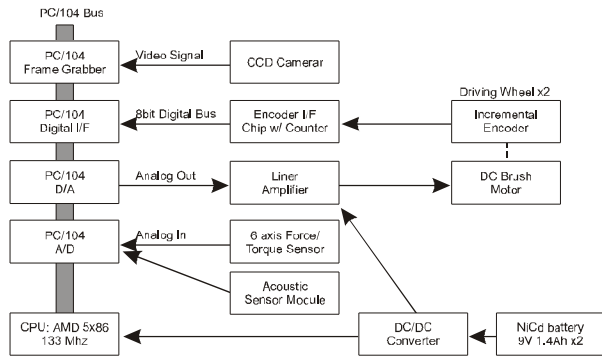 PC/104 Bus
PC/104
Frame Grabber
Video Signal
CCD Camerar
Driving Wheel x2
PC/104
Digital I/F
8bit Digital Bus
Encoder I/F
Chip w/ Counter
Incremental
Encoder
PC/104
D/A
Analog Out
Liner
Amplifier
DC Brush
Motor
PC/104
A/D
Analog In
6 axis Force/
Torque Sensor
Acoustic
Sensor Module
CPU: AMD 5x86
133 Mhz
DC/DC
Converter
NiCd battery
9V 1.4Ah x2